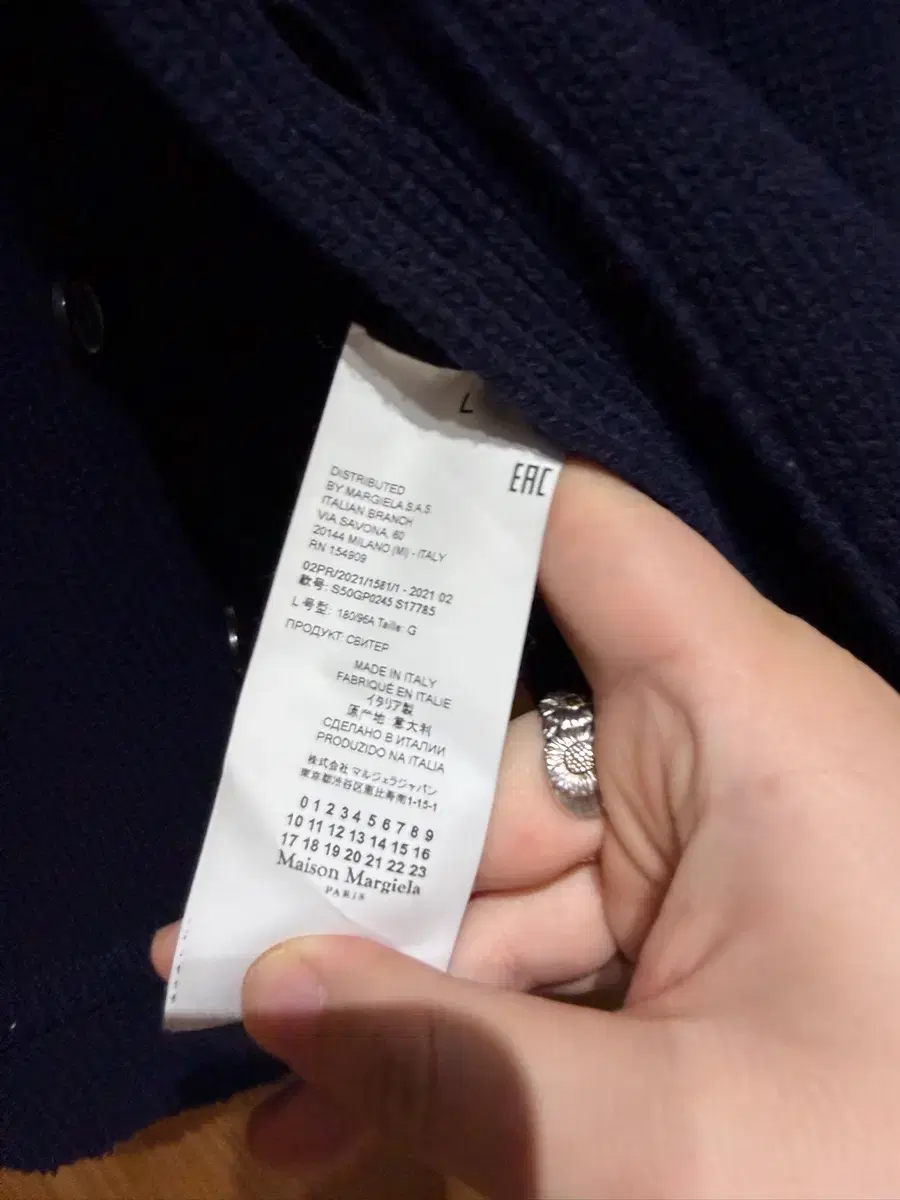 L
EAC
DISTRIBUTED
BY MARGIELA S.A.S.
ITALIAN BRANCH
VIA SAVONA, 60
20144 MILANO (MI) - ITALY
RN 154909
02PR/2021/1581/1 - 2021 02
款号: S50GP0245 S17785
L 号型: 180/96A Taille: G
ПРОДУКТ: СВИТЕР
MADE IN ITALY
FABRIQUÉ EN ITALIE
イタリア製
原产地 意大利
СДЕЛАНО В ИТАЛИИ
PRODUZIDO NA ITALIA
株式会社 マルジェラジャパン
東京都渋谷区恵比寿南1-15-1
0 1 2 3 4 5 6 7 8 9
10 11 12 13 14 15 16
17 18 19 20 21 22 23
Maison Margiela
PARIS